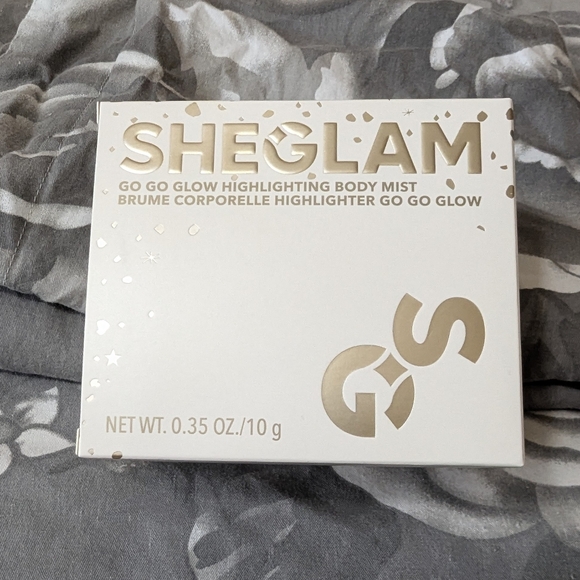 SHEGLAM
GO GO GLOW HIGHLIGHTING BODY MIST
BRUME CORPORELLE HIGHLIGHTER GO GO GLOW
GS
NET WT. 0.35 OZ./10 g